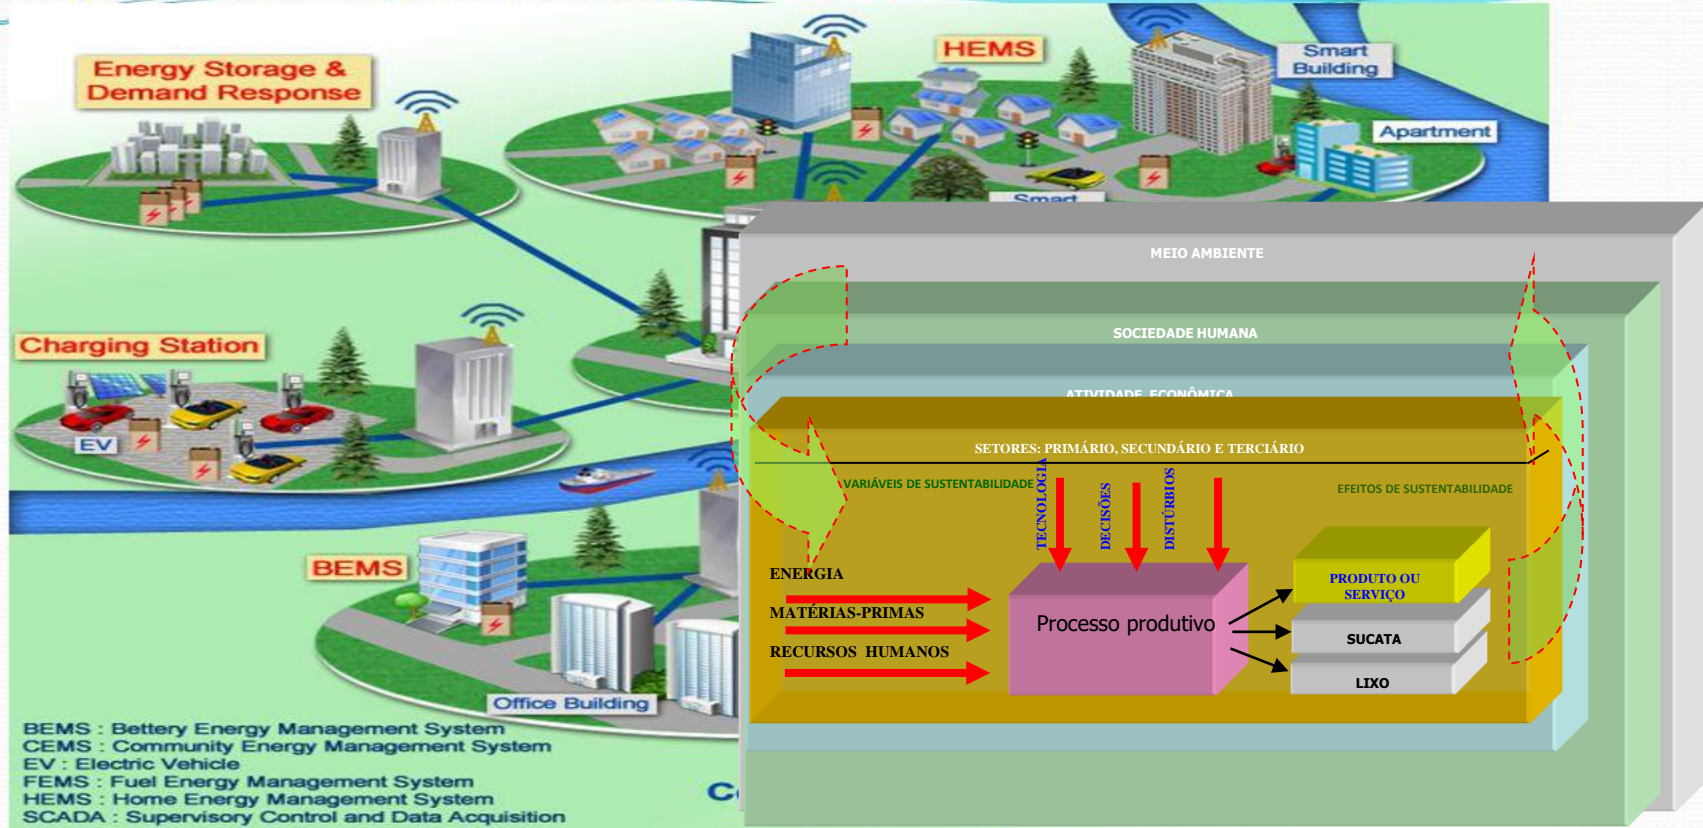 Energy Storage &
Demand Response
HEMS
Smart
Building
Apartment
Smart
Charging Station
EV
BEMS
Office Building
BEMS : Bettery Energy Management System
CEMS : Community Energy Management System
EV : Electric Vehicle
FEMS : Fuel Energy Management System
HEMS : Home Energy Management System
SCADA : Supervisory Control and Data Acquisition
MEIO AMBIENTE
SOCIEDADE HUMANA
ATIVIDADE ECONÔMICA
SETORES: PRIMÁRIO, SECUNDÁRIO E TERCIÁRIO
VARIÁVEIS DE SUSTENTABILIDADE
TECNOLOGIA
DECISÕES
DISTÚRBIOS
EFEITOS DE SUSTENTABILIDADE
ENERGIA
MATÉRIAS-PRIMAS
RECURSOS HUMANOS
Processo produtivo
PRODUTO OU
SERVIÇO
SUCATA
LIXO